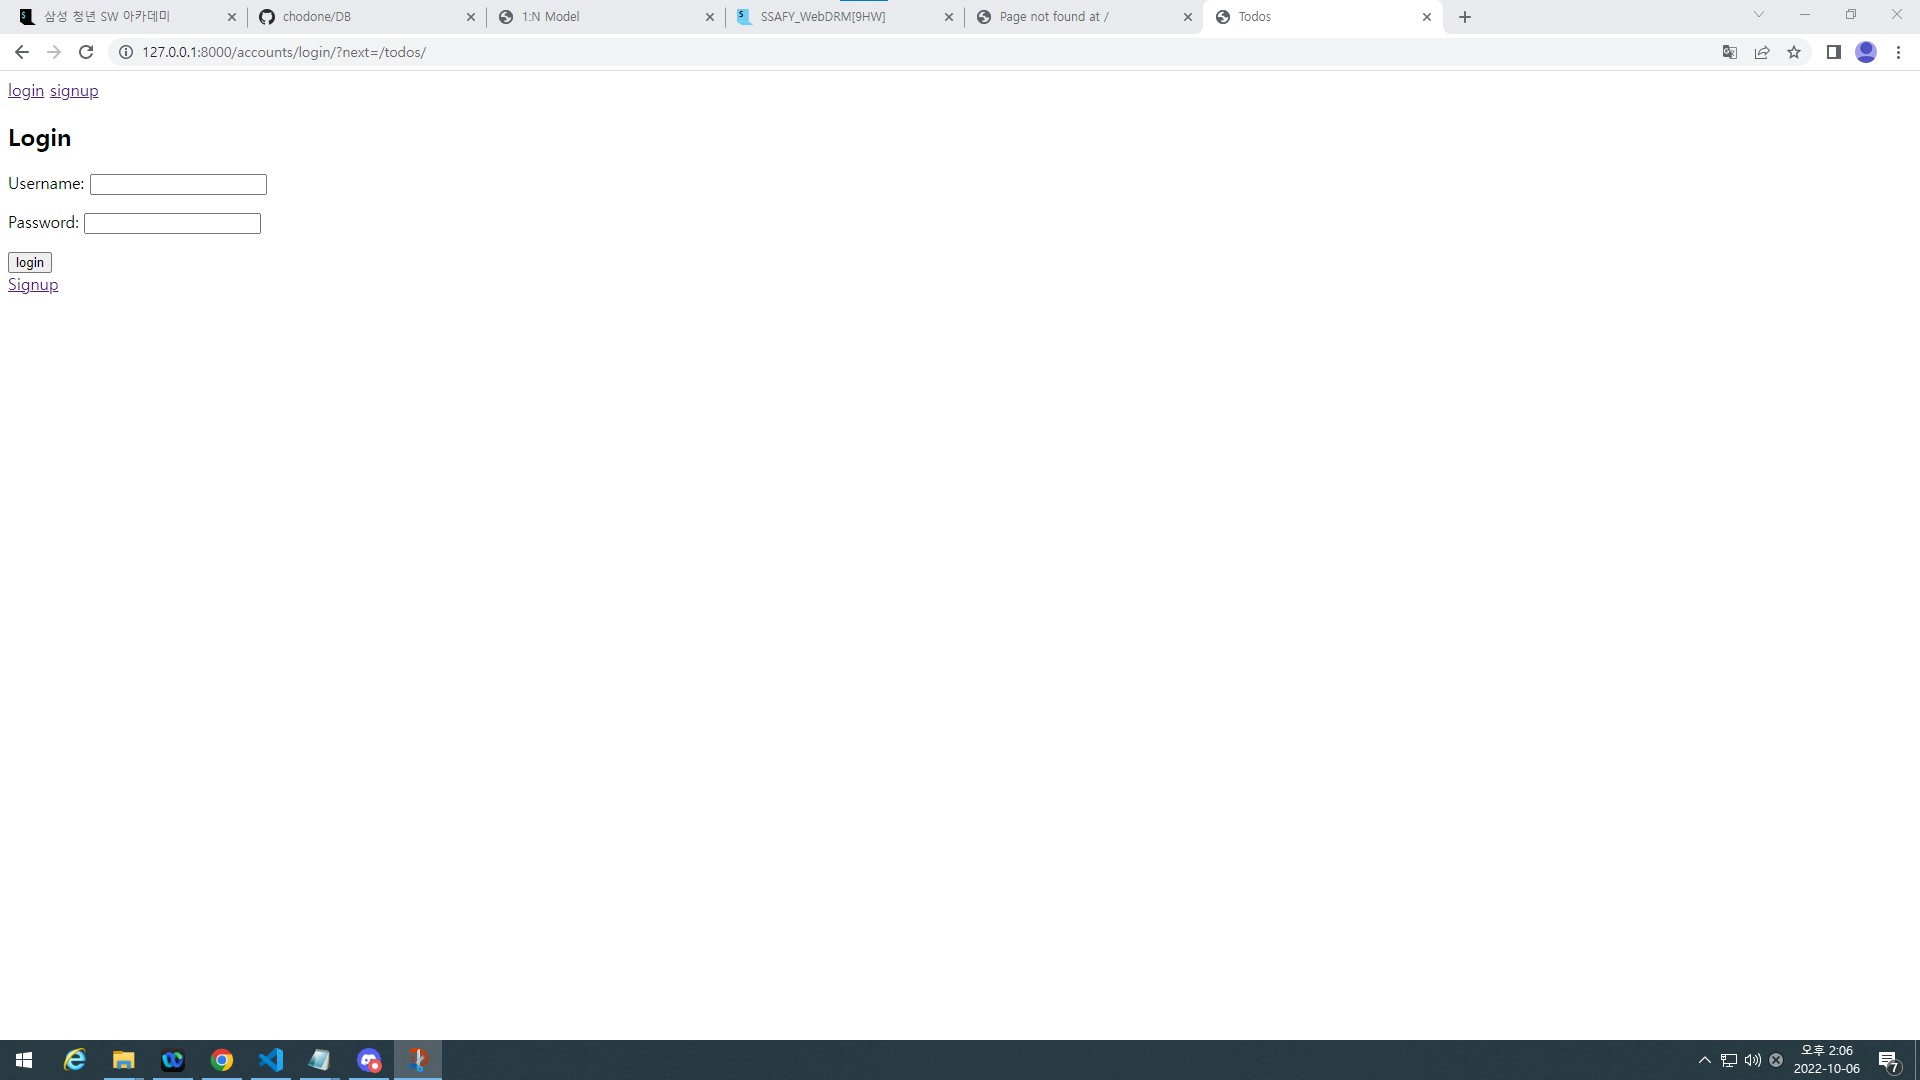 삼성 청년 SW 아카데미
chodone/DB
1:N Model
SSAFY_WebDRM[9HW]
Page not found at /
Todos
127.0.0.1:8000/accounts/login/?next=/todos/
login signup
Login
Username:
Password:
login
Signup
오후 2:06
2022-10-06
7